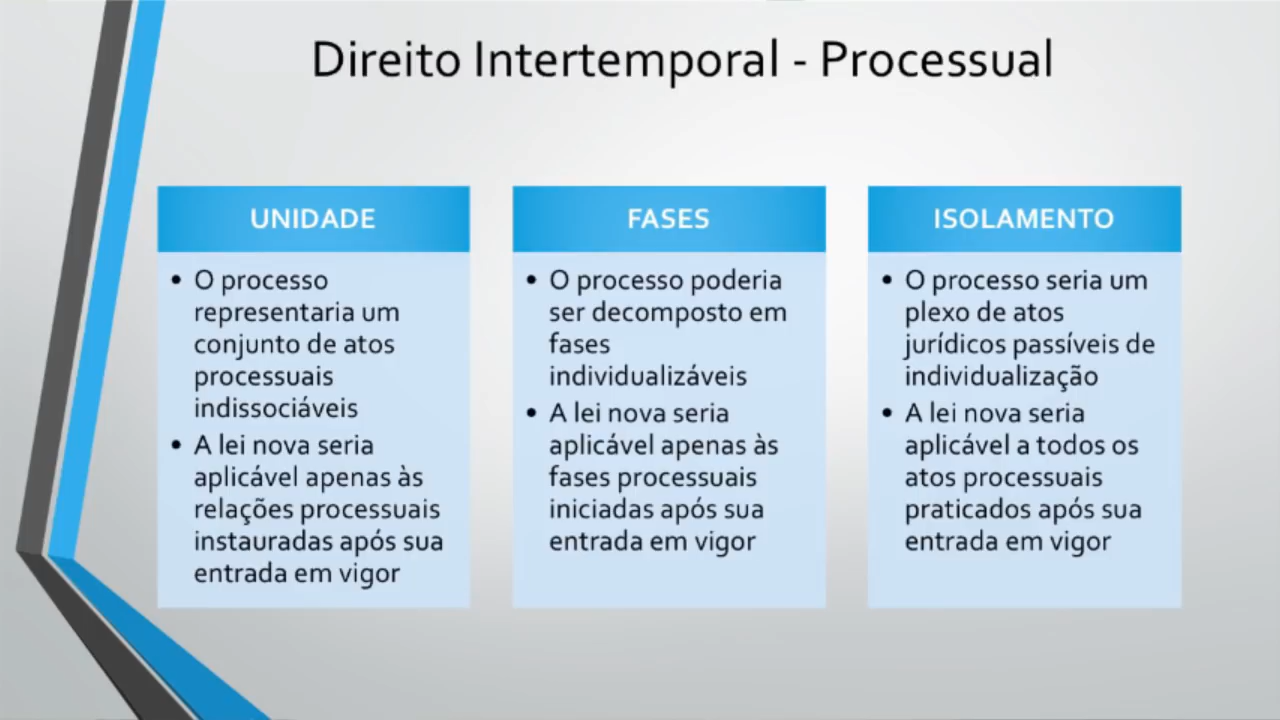 Direito Intertemporal - Processual
UNIDADE
• O processo
representaria um
conjunto de atos
processuais
indissociáveis
• A lei nova seria
aplicável apenas às
relações processuais
instauradas após sua
entrada em vigor
FASES
• O processo poderia
ser decomposto em
fases
individualizáveis
• A lei nova seria
aplicável apenas às
fases processuais
iniciadas após sua
entrada em vigor
ISOLAMENTO
• O processo seria um
plexo de atos
jurídicos passíveis de
individualização
• A lei nova seria
aplicável a todos os
atos processuais
praticados após sua
entrada em vigor